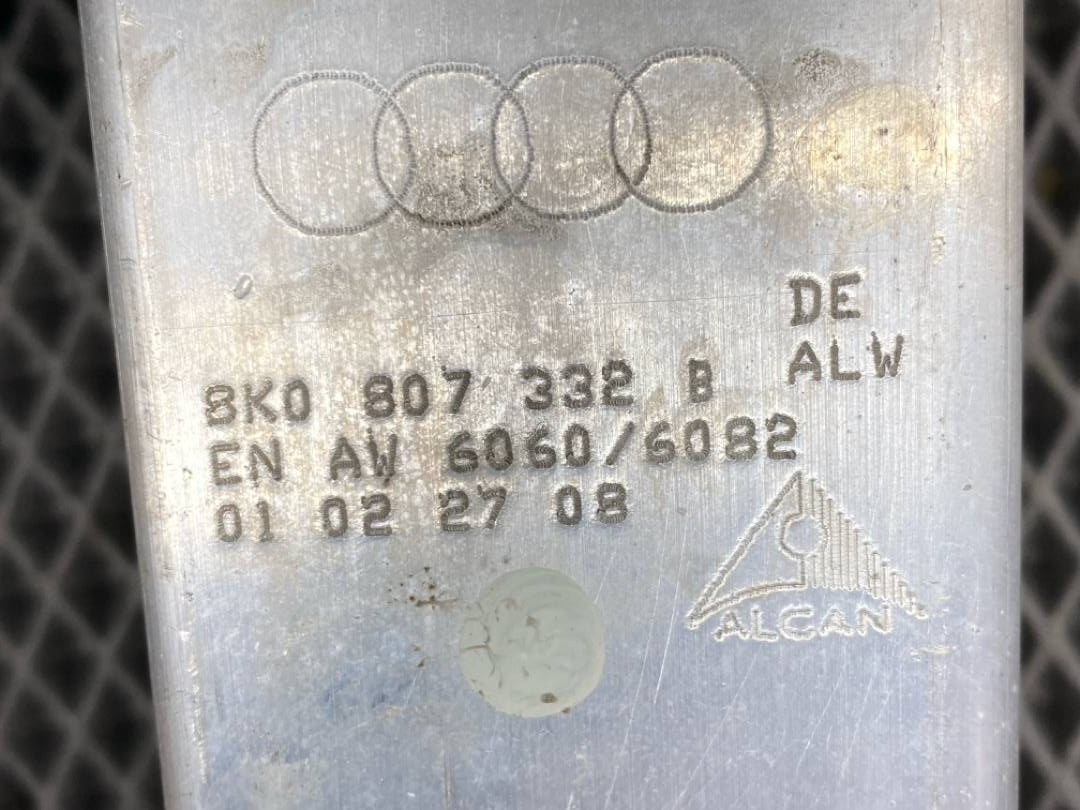 DE
ALW
8K0 807 332 B
EN AW 6060/6082
01 02 27 08
ALCAN